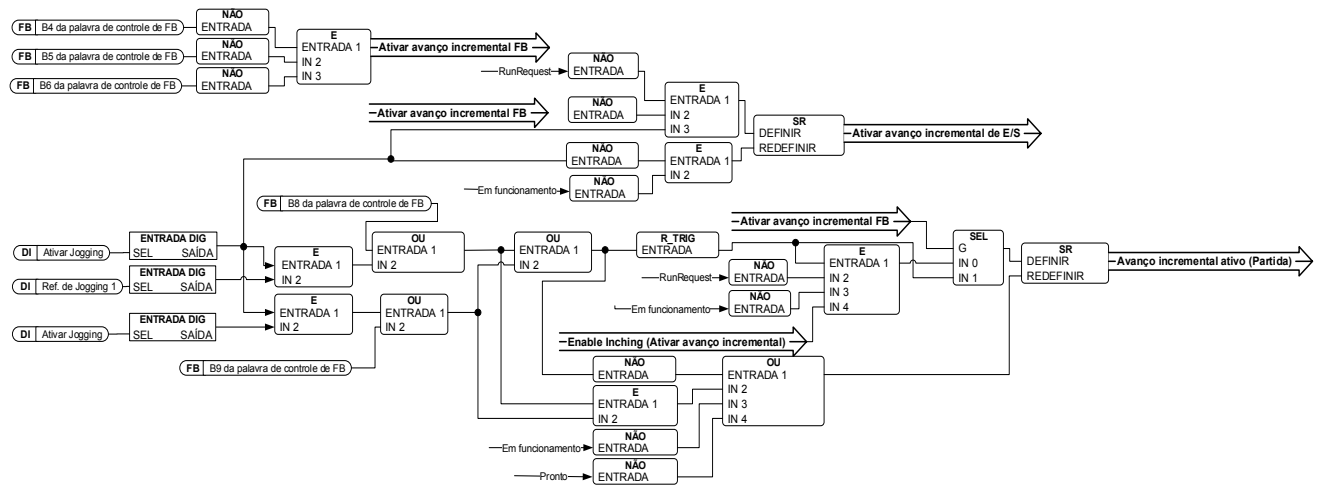 NÃO
FB B4 da palavra de controle de FB
ENTRADA
NÃO
FB B5 da palavra de controle de FB
ENTRADA
NÃO
FB B6 da palavra de controle de FB
ENTRADA
E
ENTRADA 1
IN 2
IN 3
Ativar avanço incremental FB
RunRequest
NÃO
ENTRADA
Ativar avanço incremental FB
NÃO
ENTRADA
E
ENTRADA 1
IN 2
IN 3
NÃO
ENTRADA
Em funcionamento
NÃO
ENTRADA
E
ENTRADA 1
IN 2
SR
DEFINIR
REDEFINIR
Ativar avanço incremental de E/S
FB B8 da palavra de controle de FB
DI Ativar Jogging
ENTRADA DIG
SEL SAÍDA
DI Ref. de Jogging 1
ENTRADA DIG
SEL SAÍDA
DI Ativar Jogging
ENTRADA DIG
SEL SAÍDA
E
ENTRADA 1
IN 2
E
ENTRADA 1
IN 2
OU
ENTRADA 1
IN 2
OU
ENTRADA 1
IN 2
FB B9 da palavra de controle de FB
OU
ENTRADA 1
IN 2
R_TRIG
ENTRADA
Ativar avanço incremental FB
RunRequest
NÃO
ENTRADA
Em funcionamento
NÃO
ENTRADA
E
ENTRADA 1
IN 2
IN 3
IN 4
Enable Inching (Ativar avanço incremental)
SEL
G
IN 0
IN 1
SR
DEFINIR
REDEFINIR
Avanço incremental ativo (Partida)
NÃO
ENTRADA
E
ENTRADA 1
IN 2
Em funcionamento
NÃO
ENTRADA
Pronto
NÃO
ENTRADA
OU
ENTRADA 1
IN 2
IN 3
IN 4